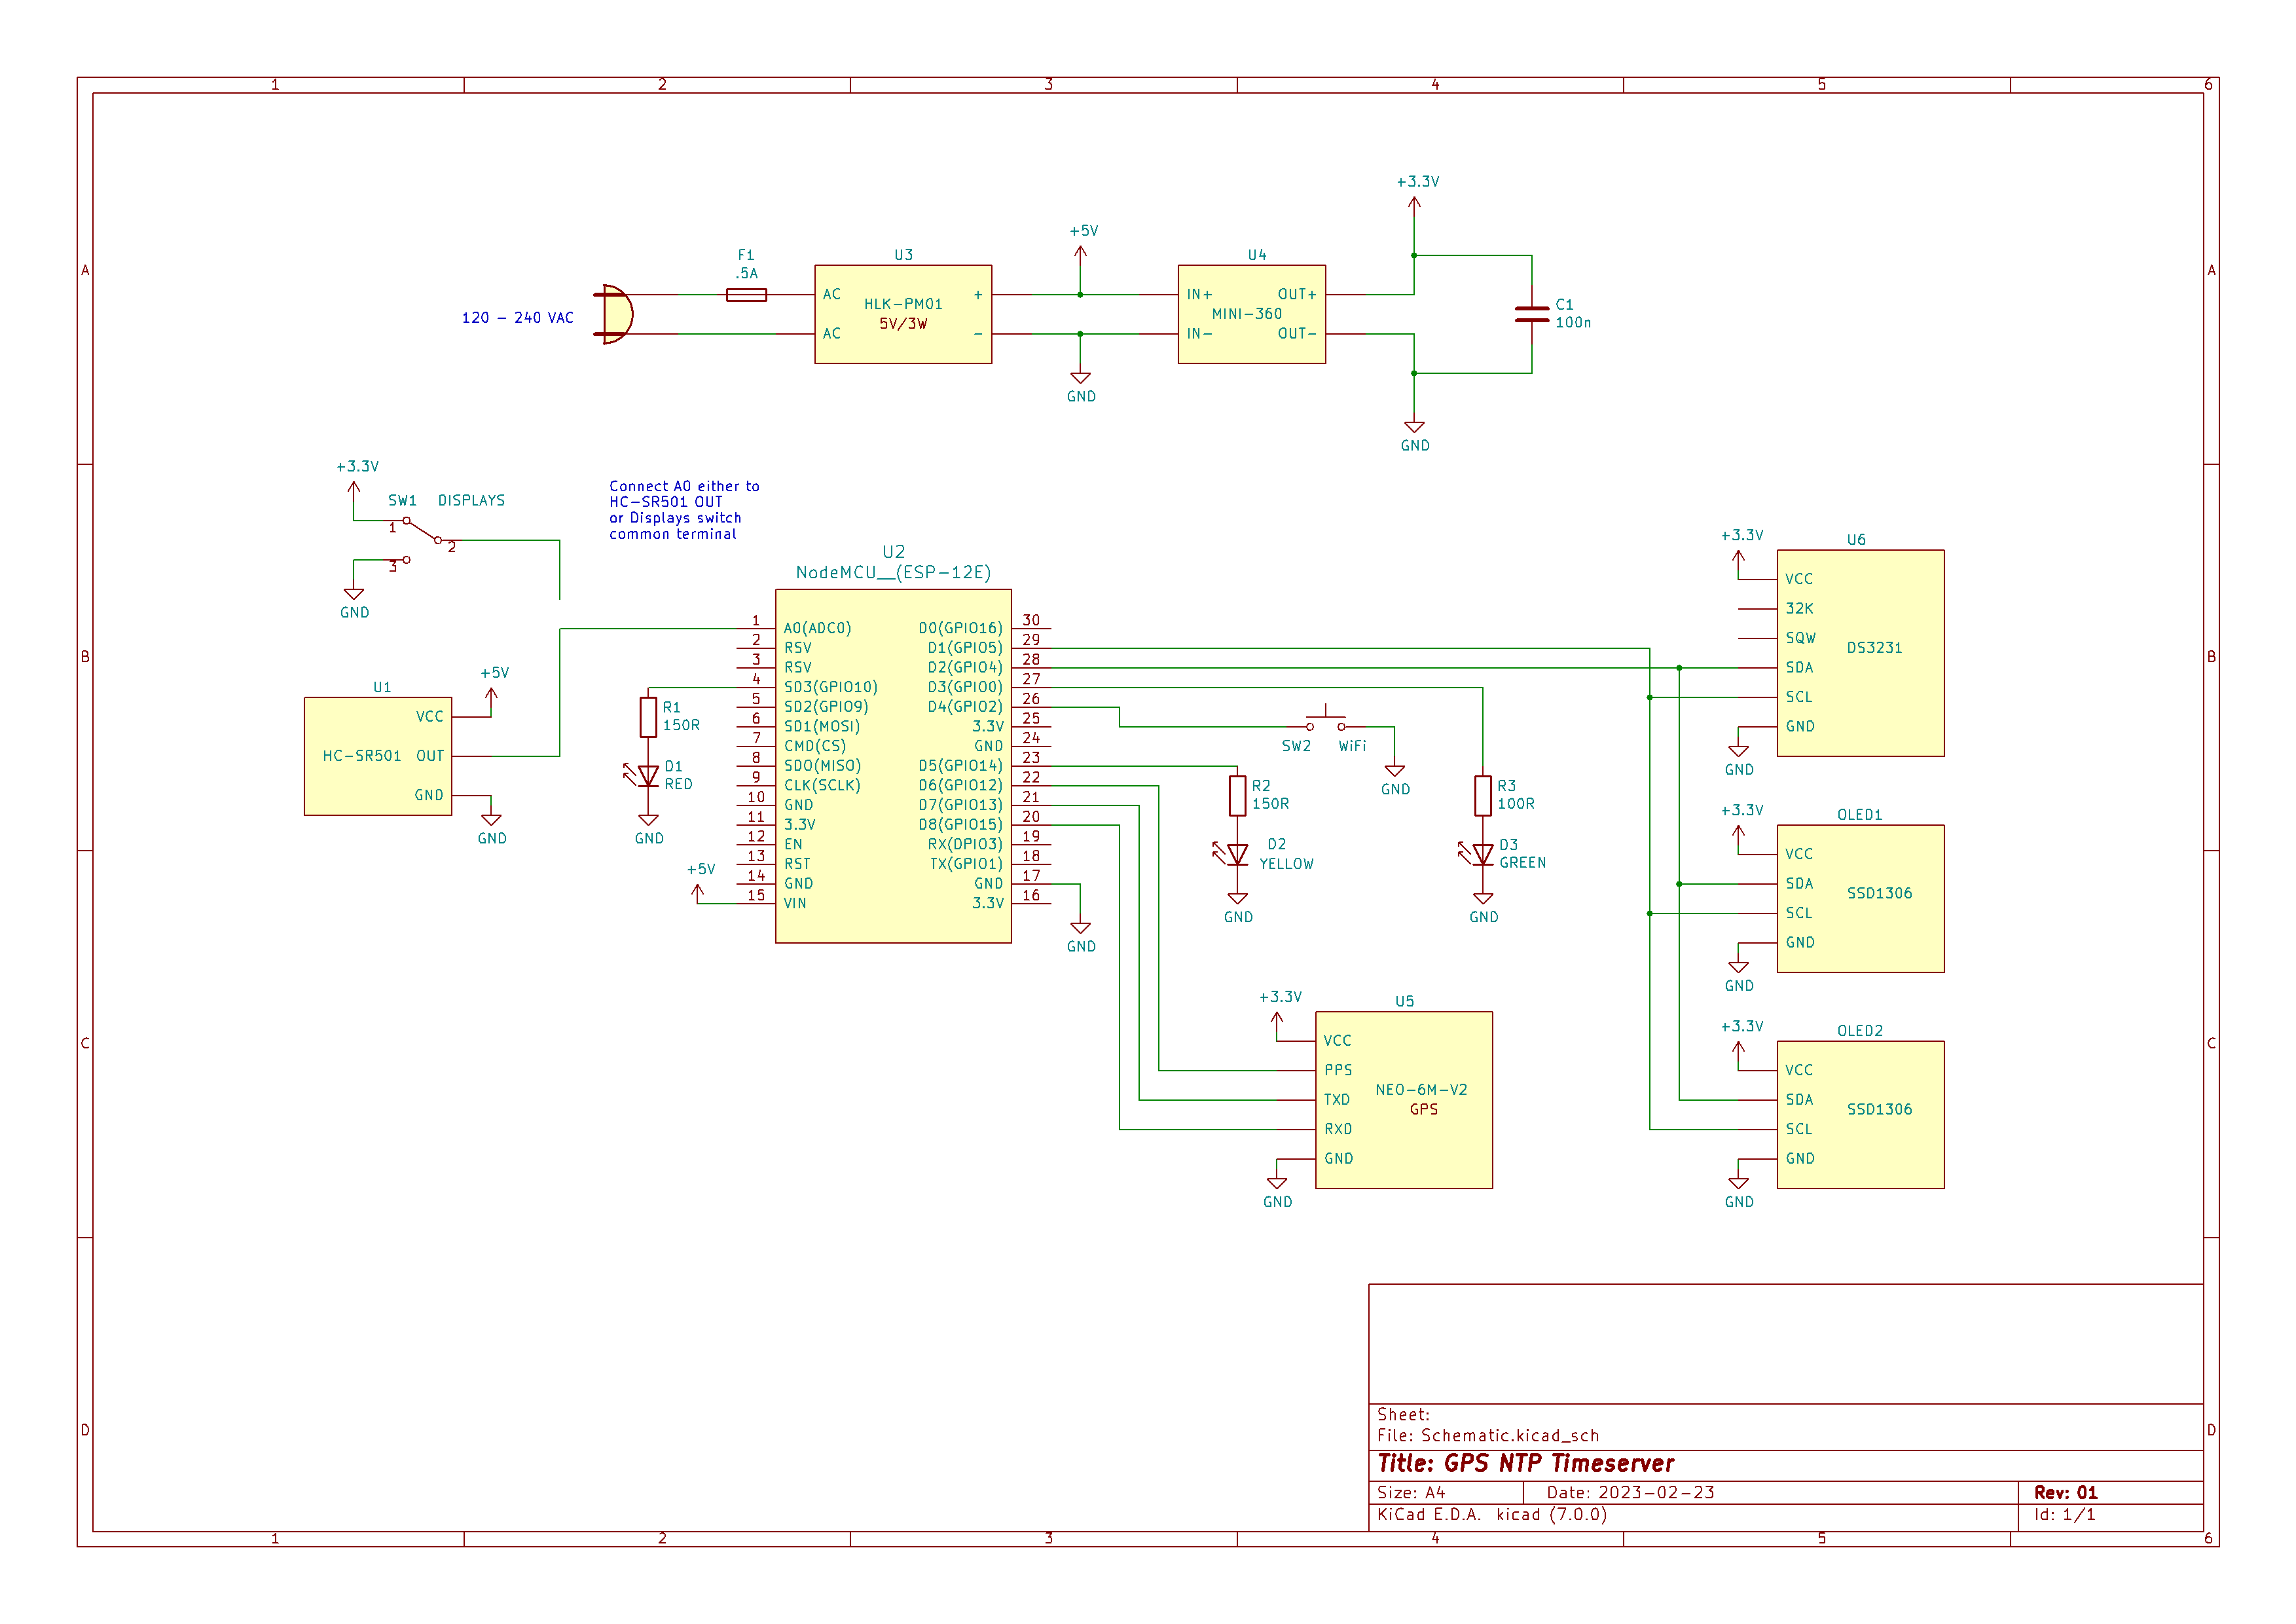 1 2 3 4 5 6
A
B
C
D
A
B
C
D
+3.3V
+5V
F1
.5A
U3
AC
AC
HLK-PM01
5V/3W
+
-
120 - 240 VAC
GND
U4
IN+
IN-
MINI-360
OUT+
OUT-
C1
100n
GND
+3.3V
SW1 DISPLAYS
1
2
3
GND
Connect A0 either to
HC-SR501 OUT
or Displays switch
common terminal
U1
+5V
VCC
HC-SR501 OUT
GND
GND
R1
150R
D1
RED
GND
+5V
U2
NodeMCU__(ESP-12E)
1 A0(ADC0)
2 RSV
3 RSV
4 SD3(GPIO10)
5 SD2(GPIO9)
6 SD1(MOSI)
7 CMD(CS)
8 SD0(MISO)
9 CLK(SCLK)
10 GND
11 3.3V
12 EN
13 RST
14 GND
15 VIN
D0(GPIO16) 30
D1(GPIO5) 29
D2(GPIO4) 28
D3(GPIO0) 27
D4(GPIO2) 26
3.3V 25
GND 24
D5(GPIO14) 23
D6(GPIO12) 22
D7(GPIO13) 21
D8(GPIO15) 20
RX(DPIO3) 19
TX(GPIO1) 18
GND 17
3.3V 16
GND
SW2 WiFi
GND
R2
150R
D2
YELLOW
GND
R3
100R
D3
GREEN
GND
+3.3V
U5
VCC
PPS
TXD
RXD
GND
NEO-6M-V2
GPS
GND
+3.3V
U6
VCC
32K
SQW
SDA
SCL
GND
DS3231
GND
+3.3V
OLED1
VCC
SDA
SCL
GND
SSD1306
GND
+3.3V
OLED2
VCC
SDA
SCL
GND
SSD1306
GND
Sheet:
File: Schematic.kicad_sch
Title: GPS NTP Timeserver
Size: A4 Date: 2023-02-23 Rev: 01
KiCad E.D.A. kicad (7.0.0) Id: 1/1
1 2 3 4 5 6